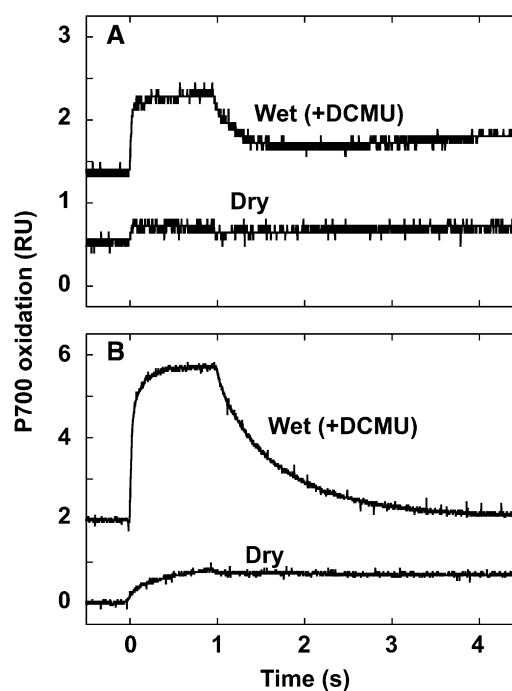 A
3
Wet (+DCMU)
2
Dry
1
0
P700 oxidation (RU)
B
6
Wet (+DCMU)
4
2
Dry
0
0 1 2 3 4
Time (s)